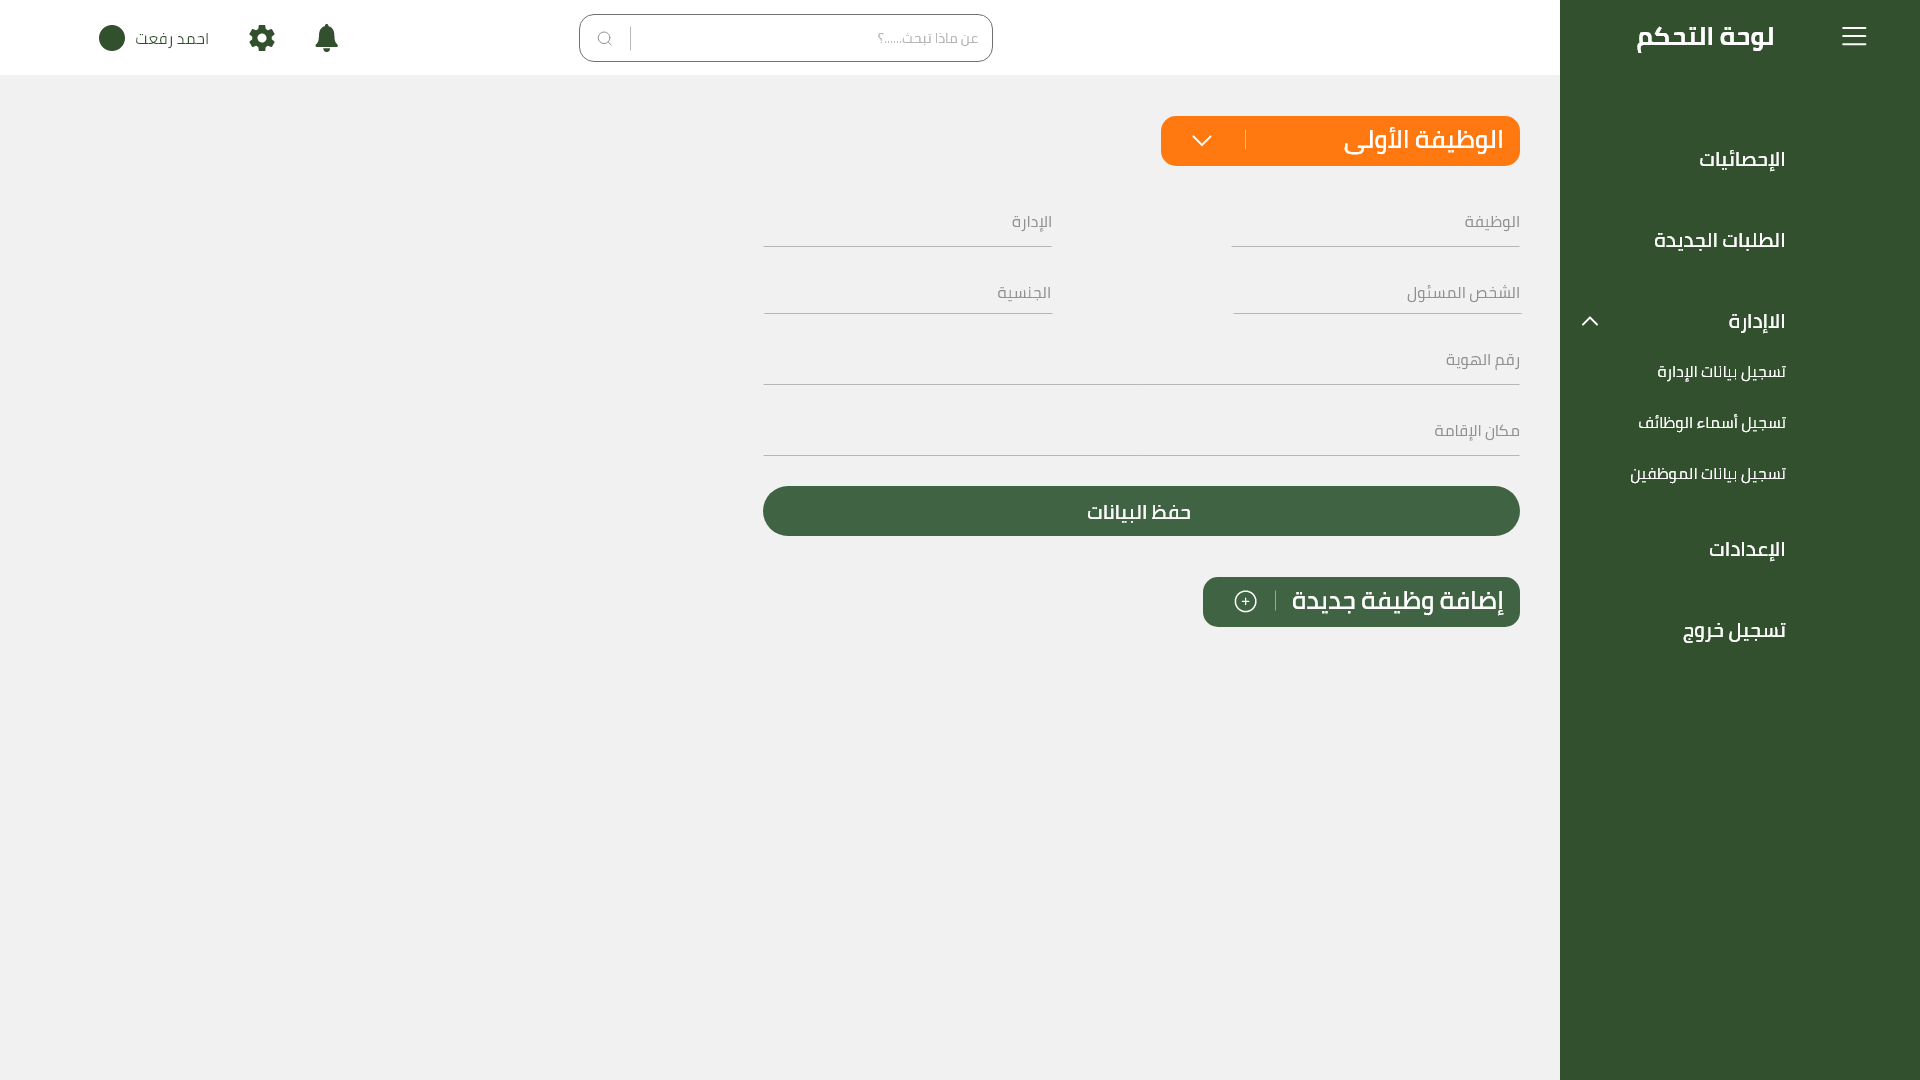 لوحة التحكم
عن ماذا تبحث......؟
احمد رفعت
الإحصائيات
الطلبات الجديدة
الاإدارة
تسجيل بيانات الإدارة
تسجيل أسماء الوظائف
تسجيل بيانات الموظفين
الإعدادات
تسجيل خروج
الوظيفة الأولى
الوظيفة
الإدارة
الشخص المسئول
الجنسية
رقم الهوية
مكان الإقامة
حفظ البيانات
إضافة وظيفة جديدة